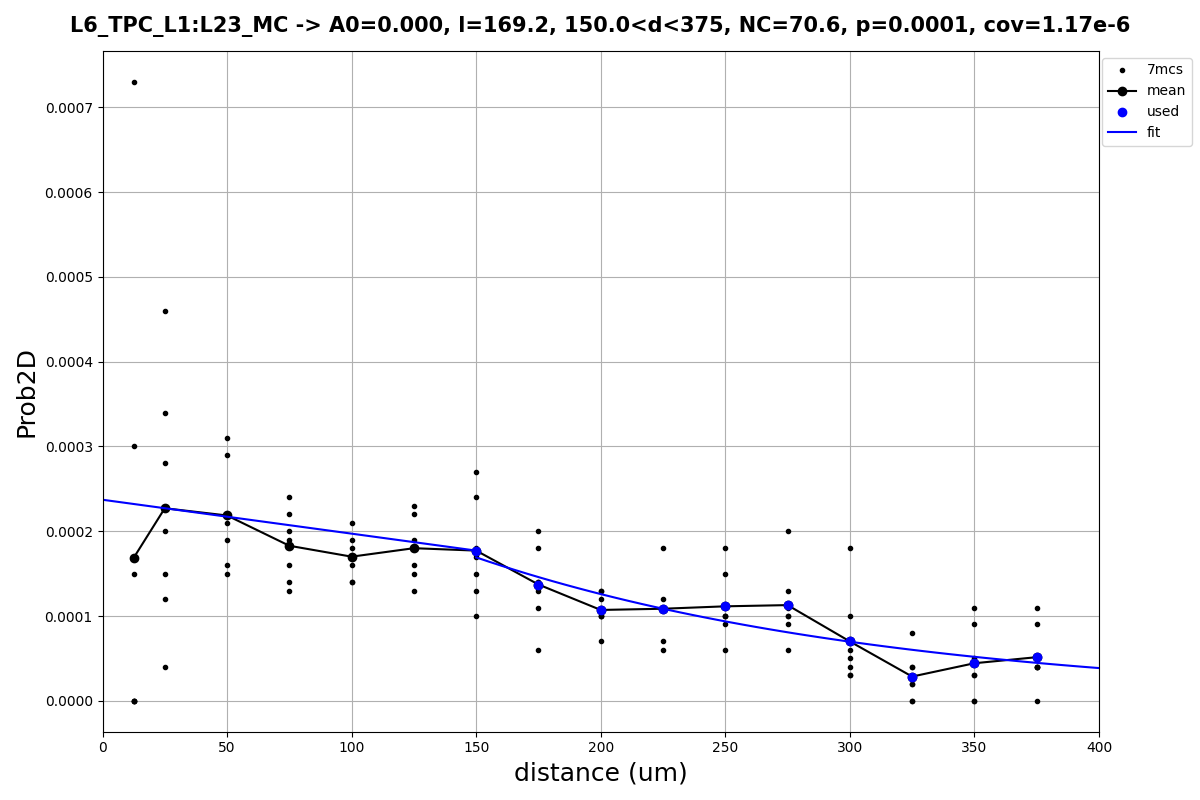 L6_TPC_L1:L23_MC -> A0=0.000, l=169.2, 150.0<d<375, NC=70.6, p=0.0001, cov=1.17e-6
7mcs
mean
used
fit
0.0007
0.0006
0.0005
0.0004
0.0003
0.0002
0.0001
0.0000
Prob2D
0 50 100 150 200 250 300 350 400
distance (um)